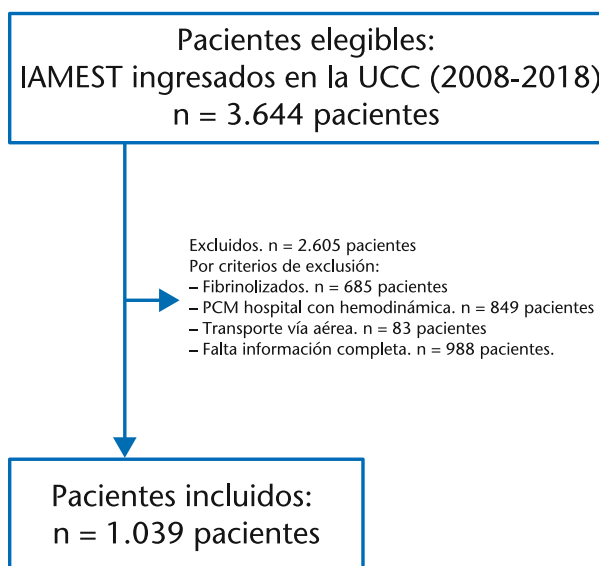 Pacientes elegibles:
IAMEST ingresados en la UCC (2008-2018)
n = 3.644 pacientes
Excluidos. n = 2.605 pacientes
Por criterios de exclusión:
– Fibrinolizados. n = 685 pacientes
– PCM hospital con hemodinámica. n = 849 pacientes
– Transporte vía aérea. n = 83 pacientes
– Falta información completa. n = 988 pacientes.
Pacientes incluidos:
n = 1.039 pacientes